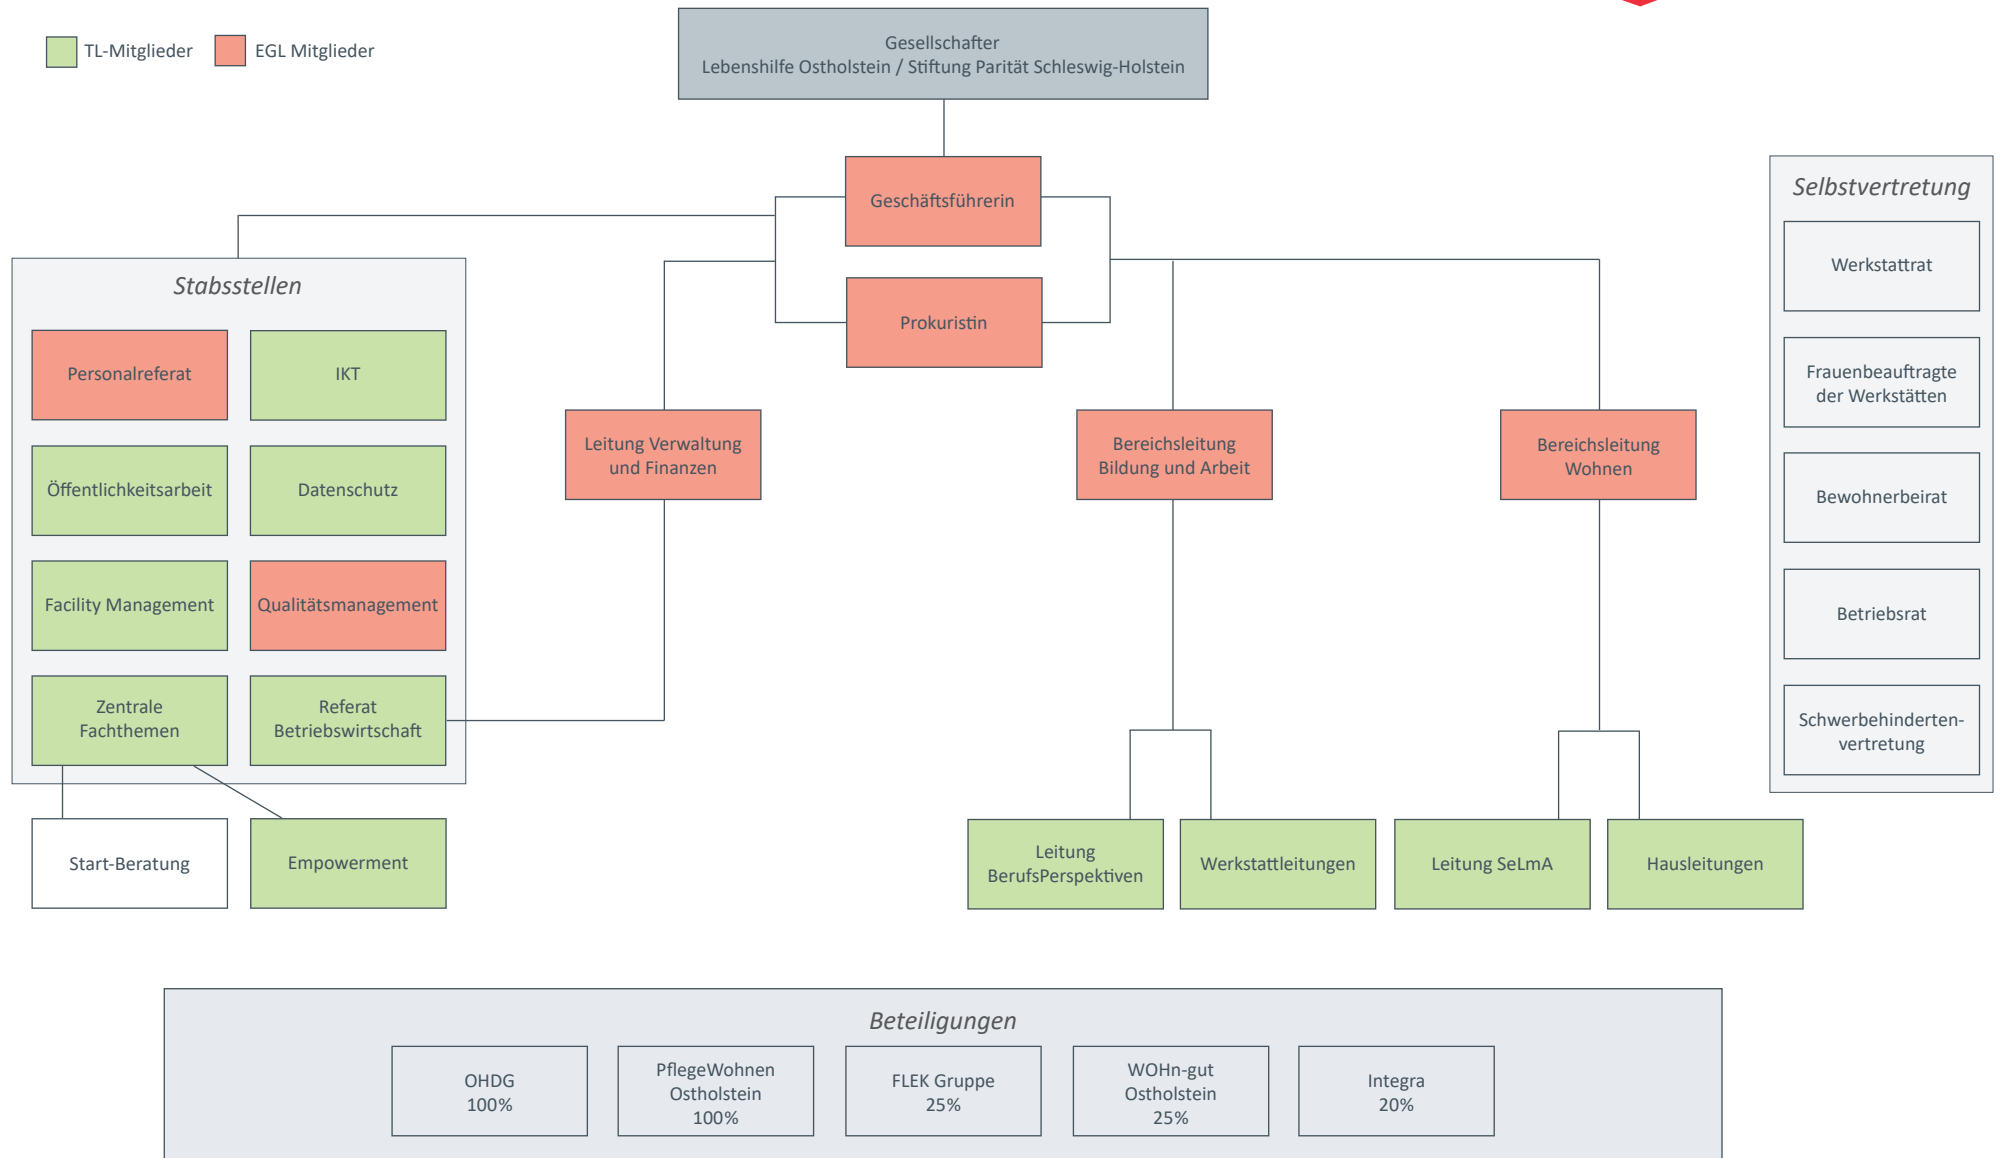 TL-Mitglieder
EGL Mitglieder
Gesellschafter
Lebenshilfe Ostholstein / Stiftung Parität Schleswig-Holstein
Geschäftsführerin
Prokuristin
Stabsstellen
Personalreferat
IKT
Öffentlichkeitsarbeit
Datenschutz
Facility Management
Qualitätsmanagement
Zentrale
Fachthemen
Referat
Betriebswirtschaft
Start-Beratung
Empowerment
Leitung Verwaltung
und Finanzen
Bereichsleitung
Bildung und Arbeit
Bereichsleitung
Wohnen
Leitung
BerufsPerspektiven
Werkstattleitungen
Leitung SeLmA
Hausleitungen
Selbstvertretung
Werkstattrat
Frauenbeauftragte
der Werkstätten
Bewohnerbeirat
Betriebsrat
Schwerbehinderten-
vertretung
Beteiligungen
OHDG
100%
PflegeWohnen
Ostholstein
100%
FLEK Gruppe
25%
WOHn-gut
Ostholstein
25%
Integra
20%